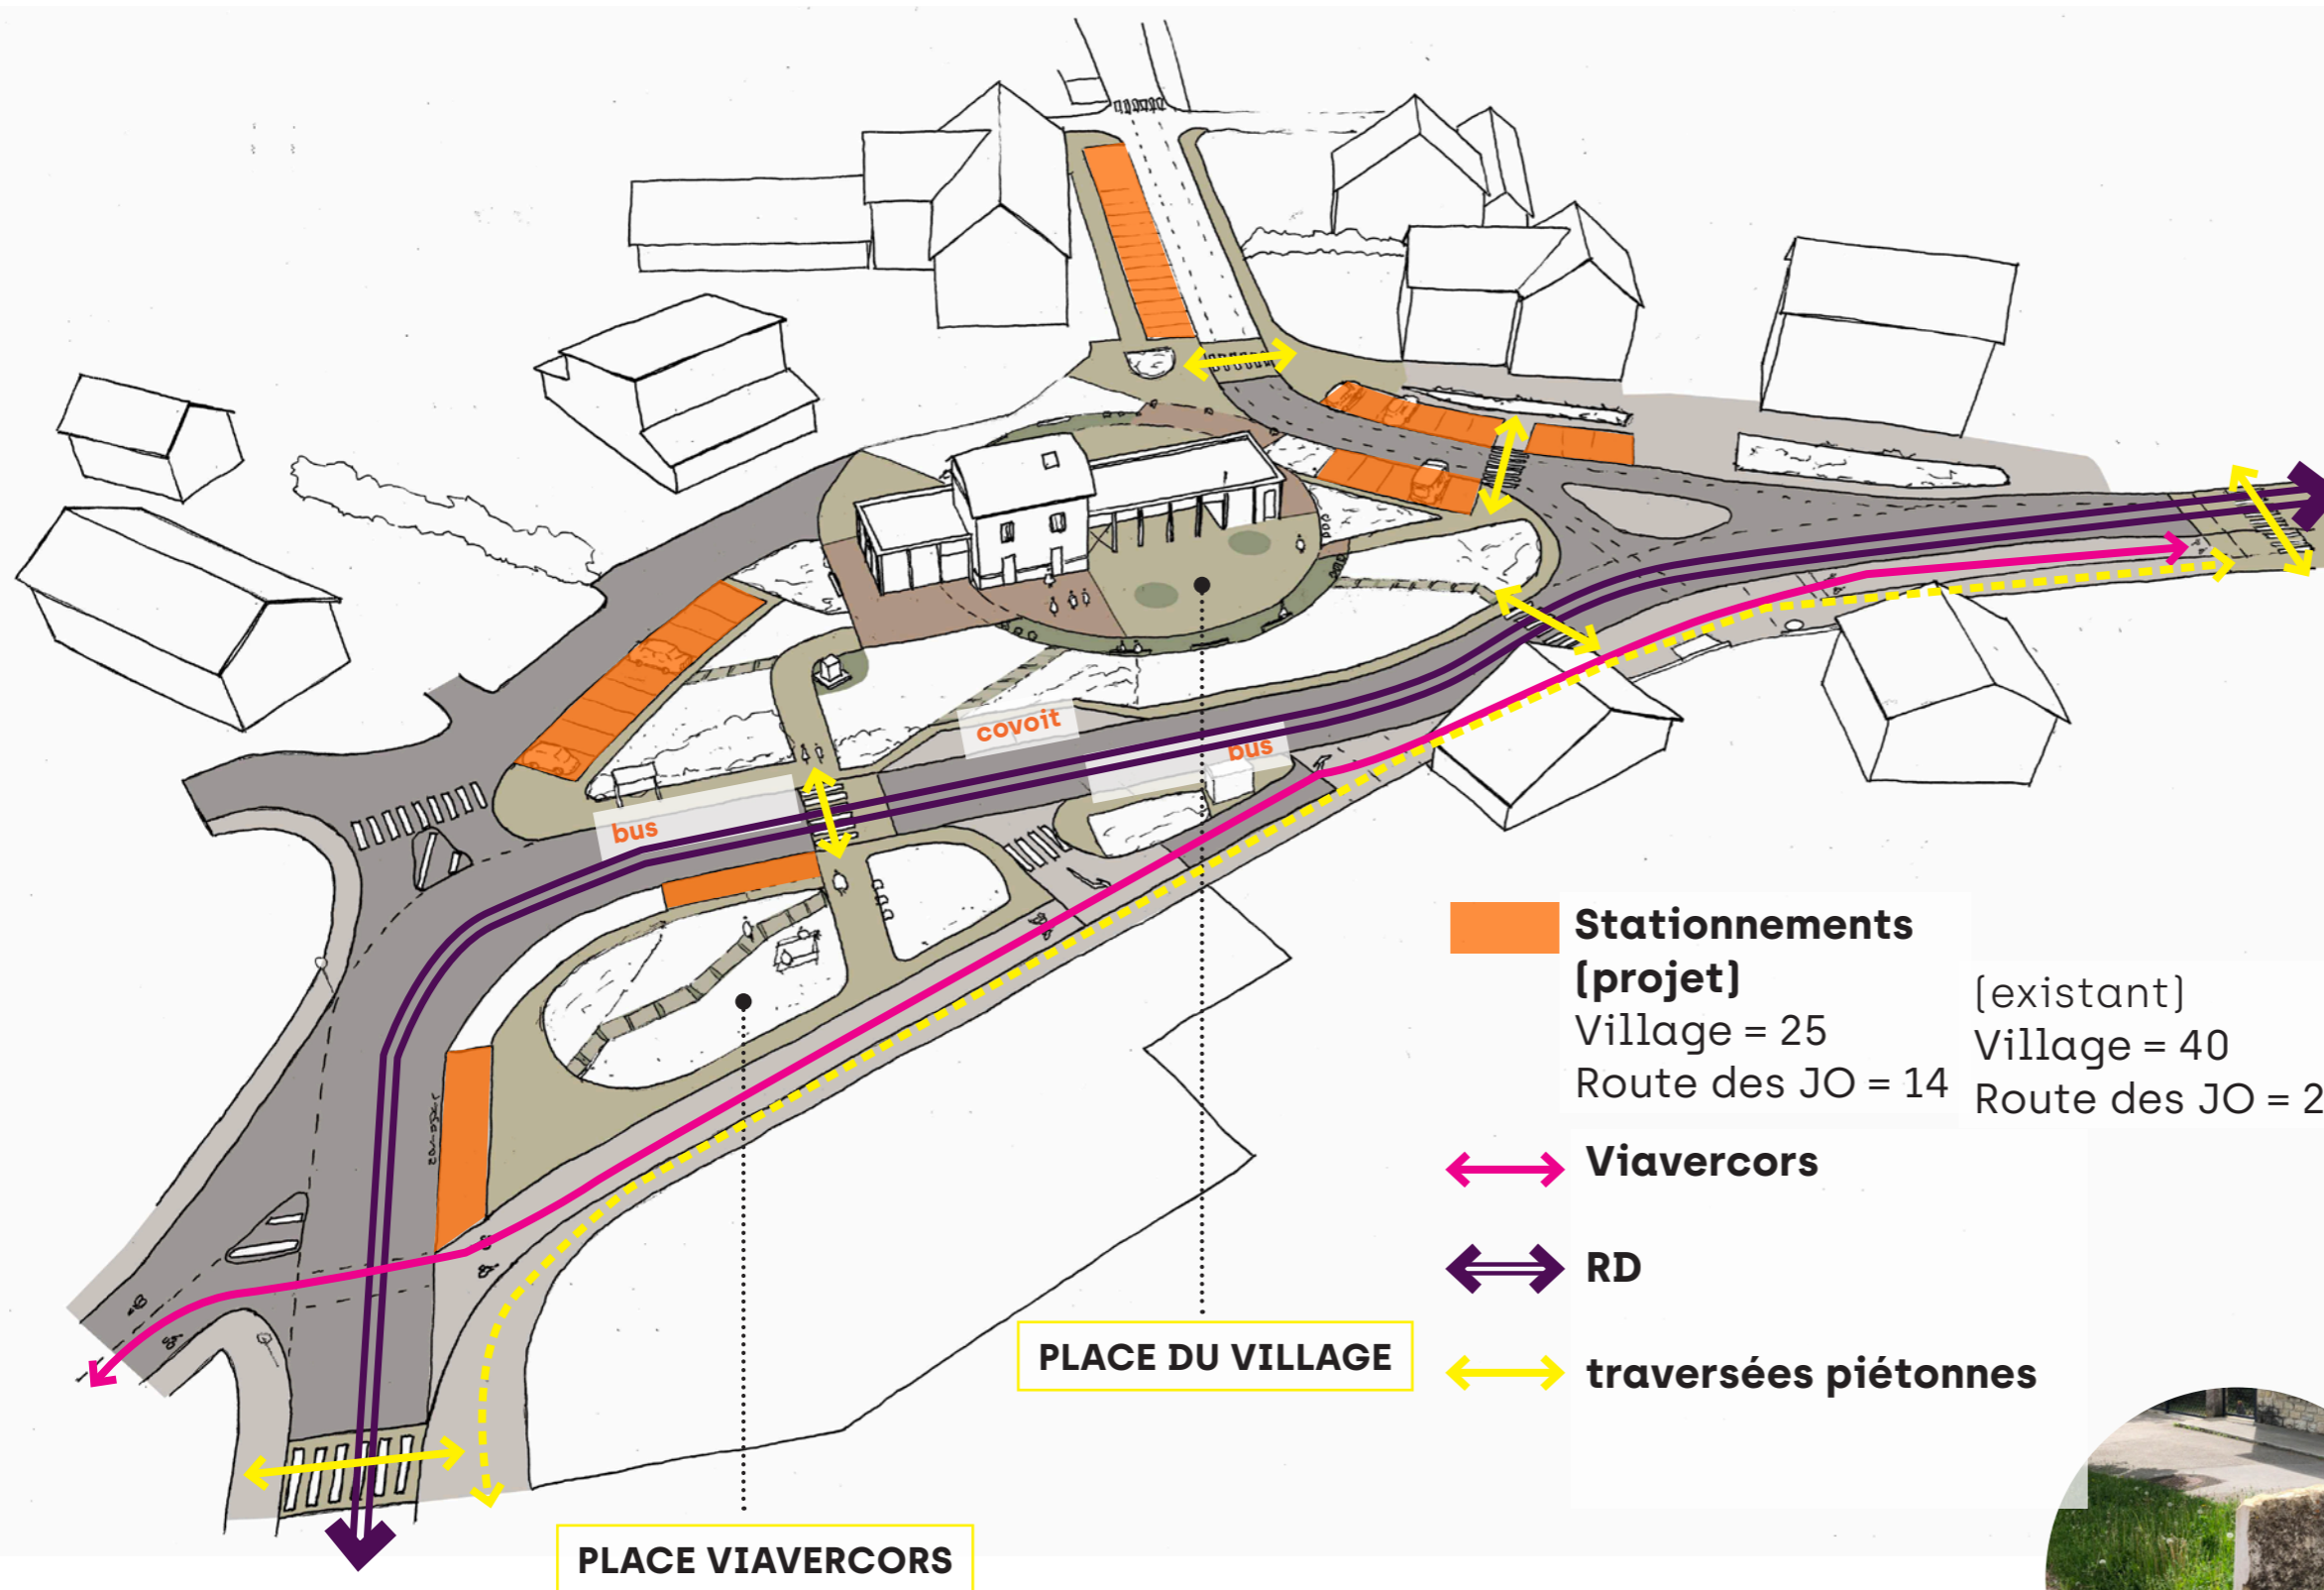 covoit
bus
bus
Stationnements
(projet)
Village = 25
Route des JO = 14
(existant)
Village = 40
Route des JO = 2
Viavercors
RD
traversées piétonnes
PLACE DU VILLAGE
PLACE VIAVERCORS